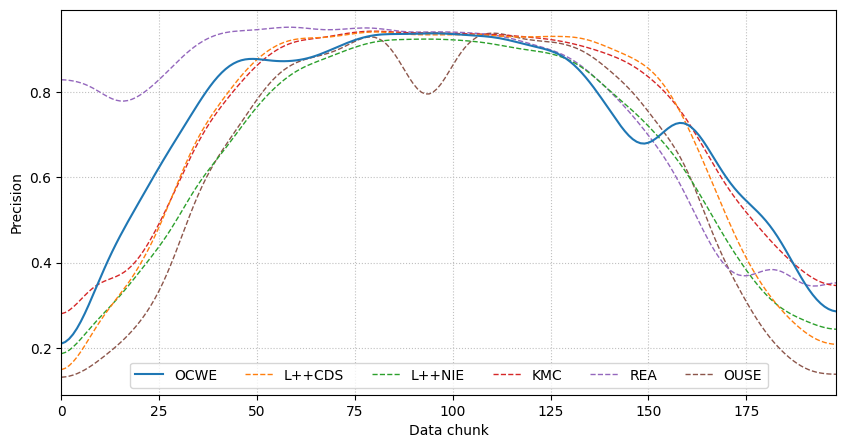 Precision
0.8
0.6
0.4
0.2
OCWE L++CDS L++NIE KMC REA OUSE
0 25 50 75 100 125 150 175
Data chunk